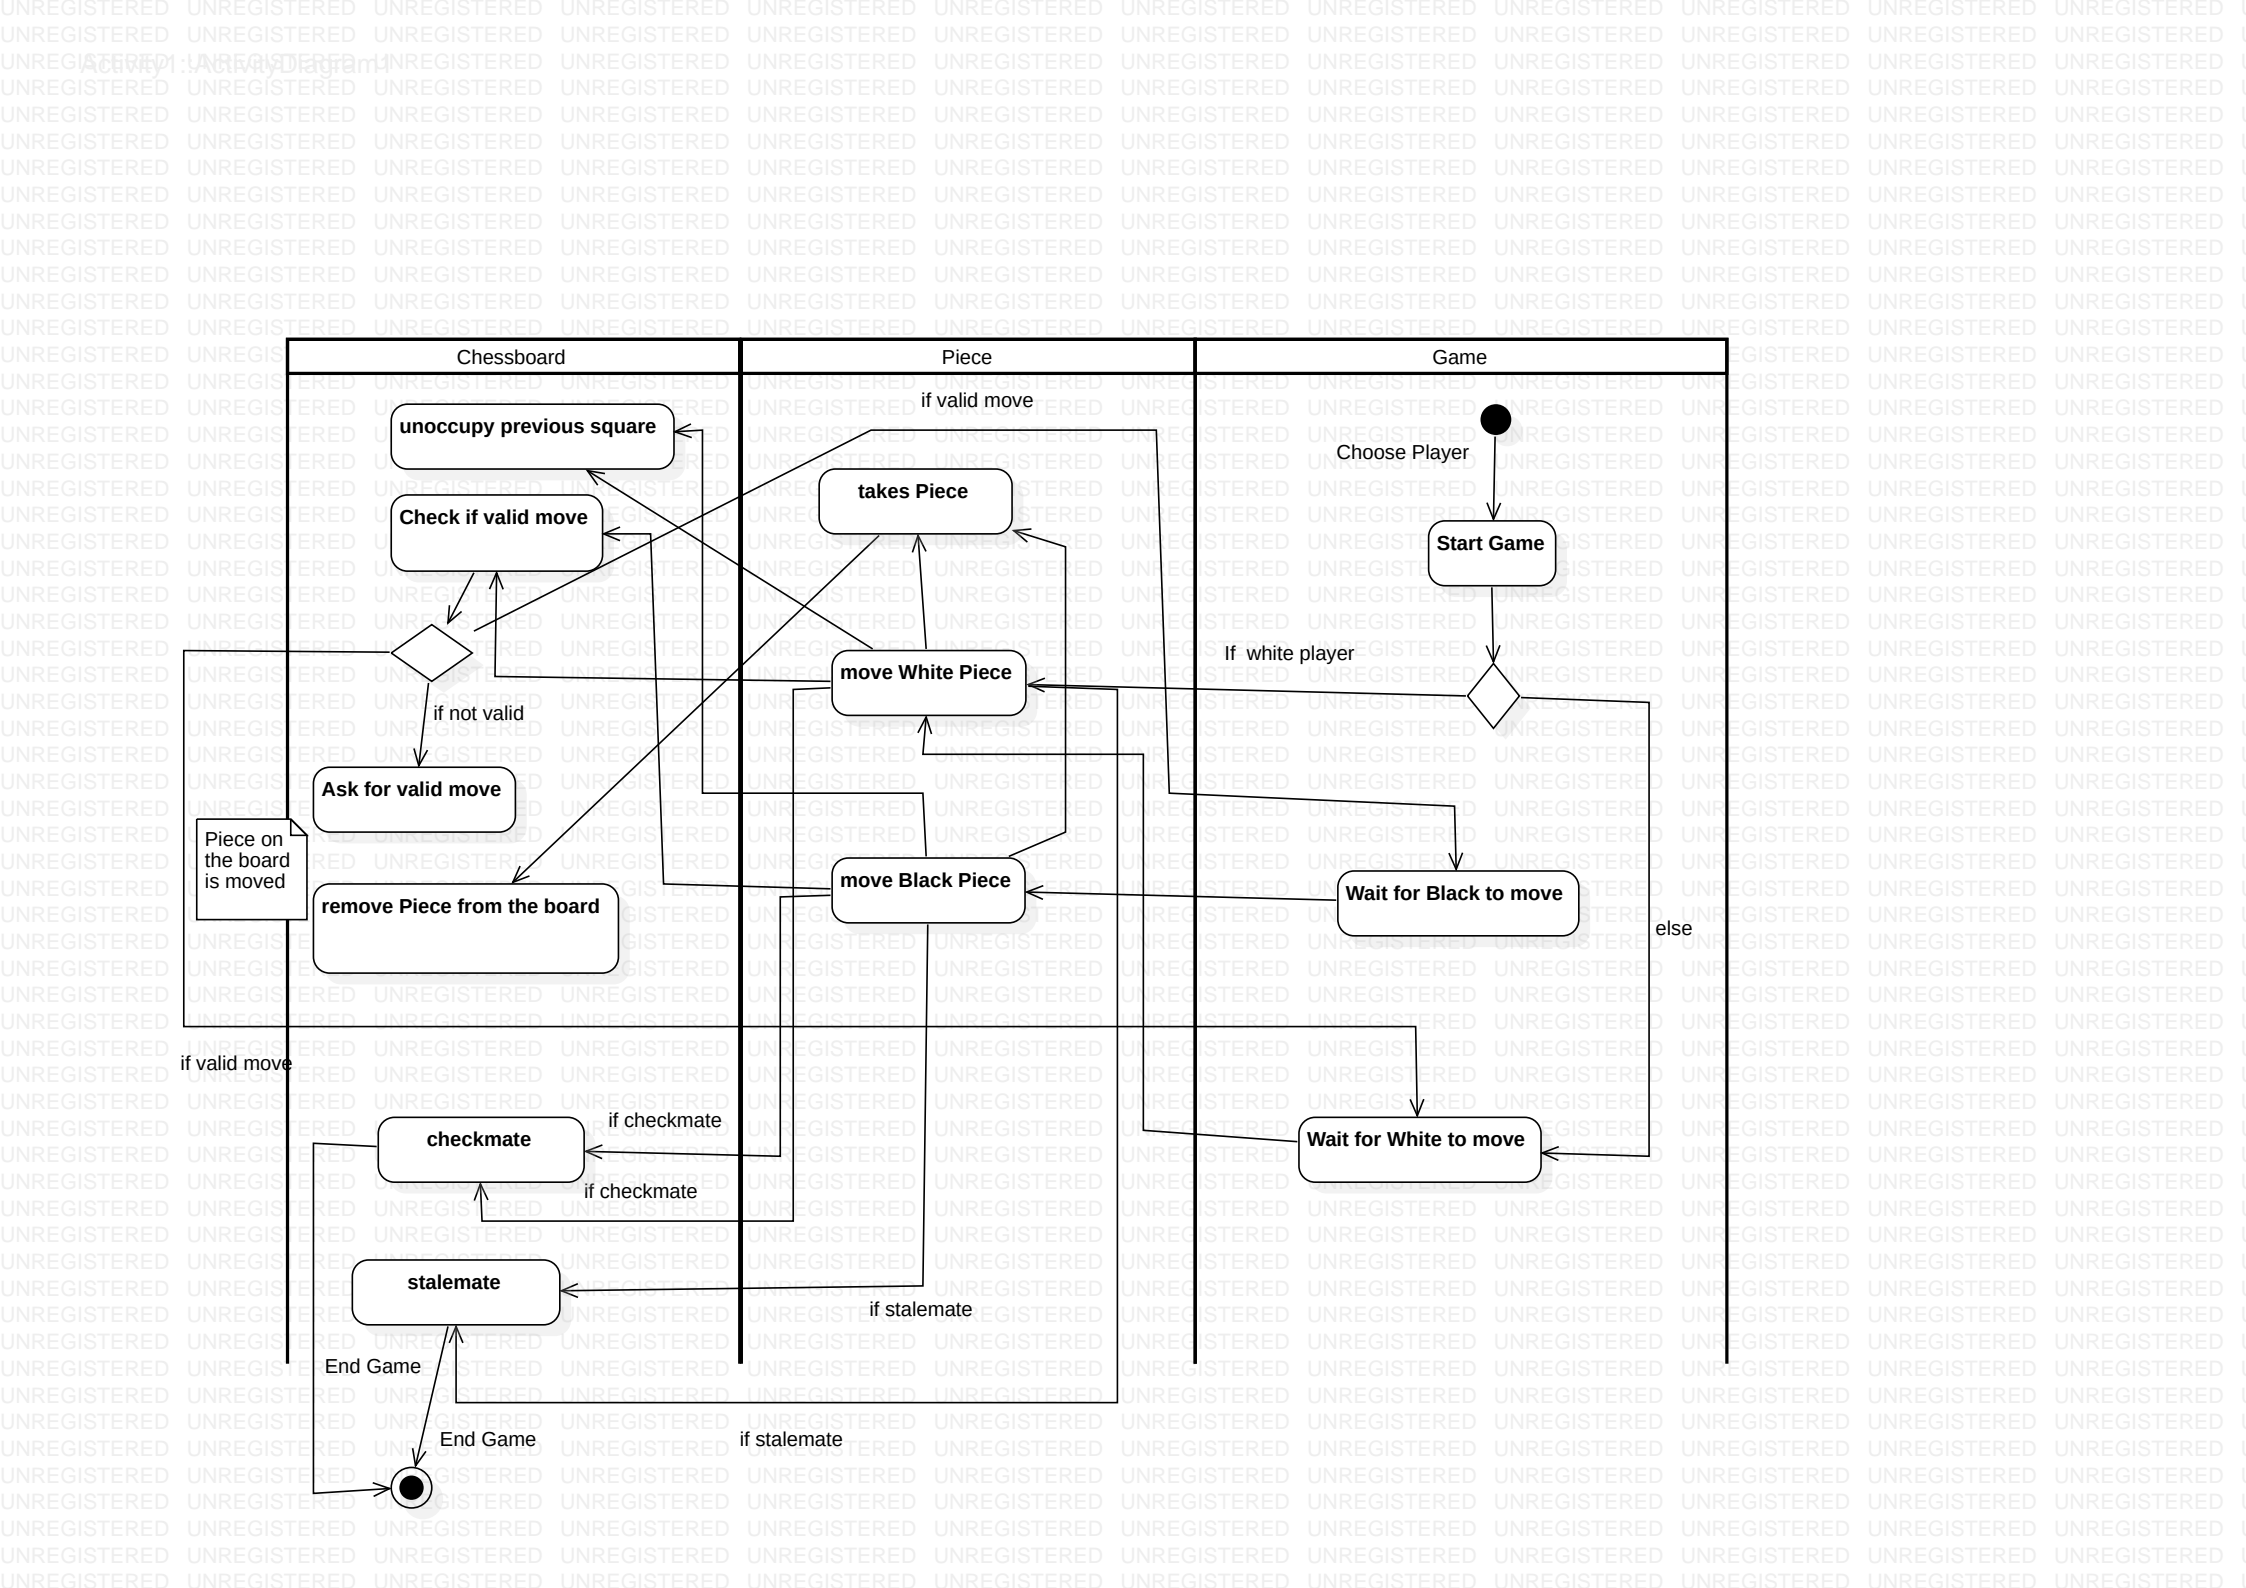 Activity1::ActivityDiagram1
UNREGISTERED
Chessboard
Piece
Game
if valid move
unoccupy previous square
Choose Player
takes Piece
Check if valid move
Start Game
If  white player
move White Piece
if not valid
Ask for valid move
Piece on
the board
is moved
move Black Piece
Wait for Black to move
remove Piece from the board
else
if valid move
if checkmate
checkmate
Wait for White to move
if checkmate
stalemate
if stalemate
End Game
End Game
if stalemate